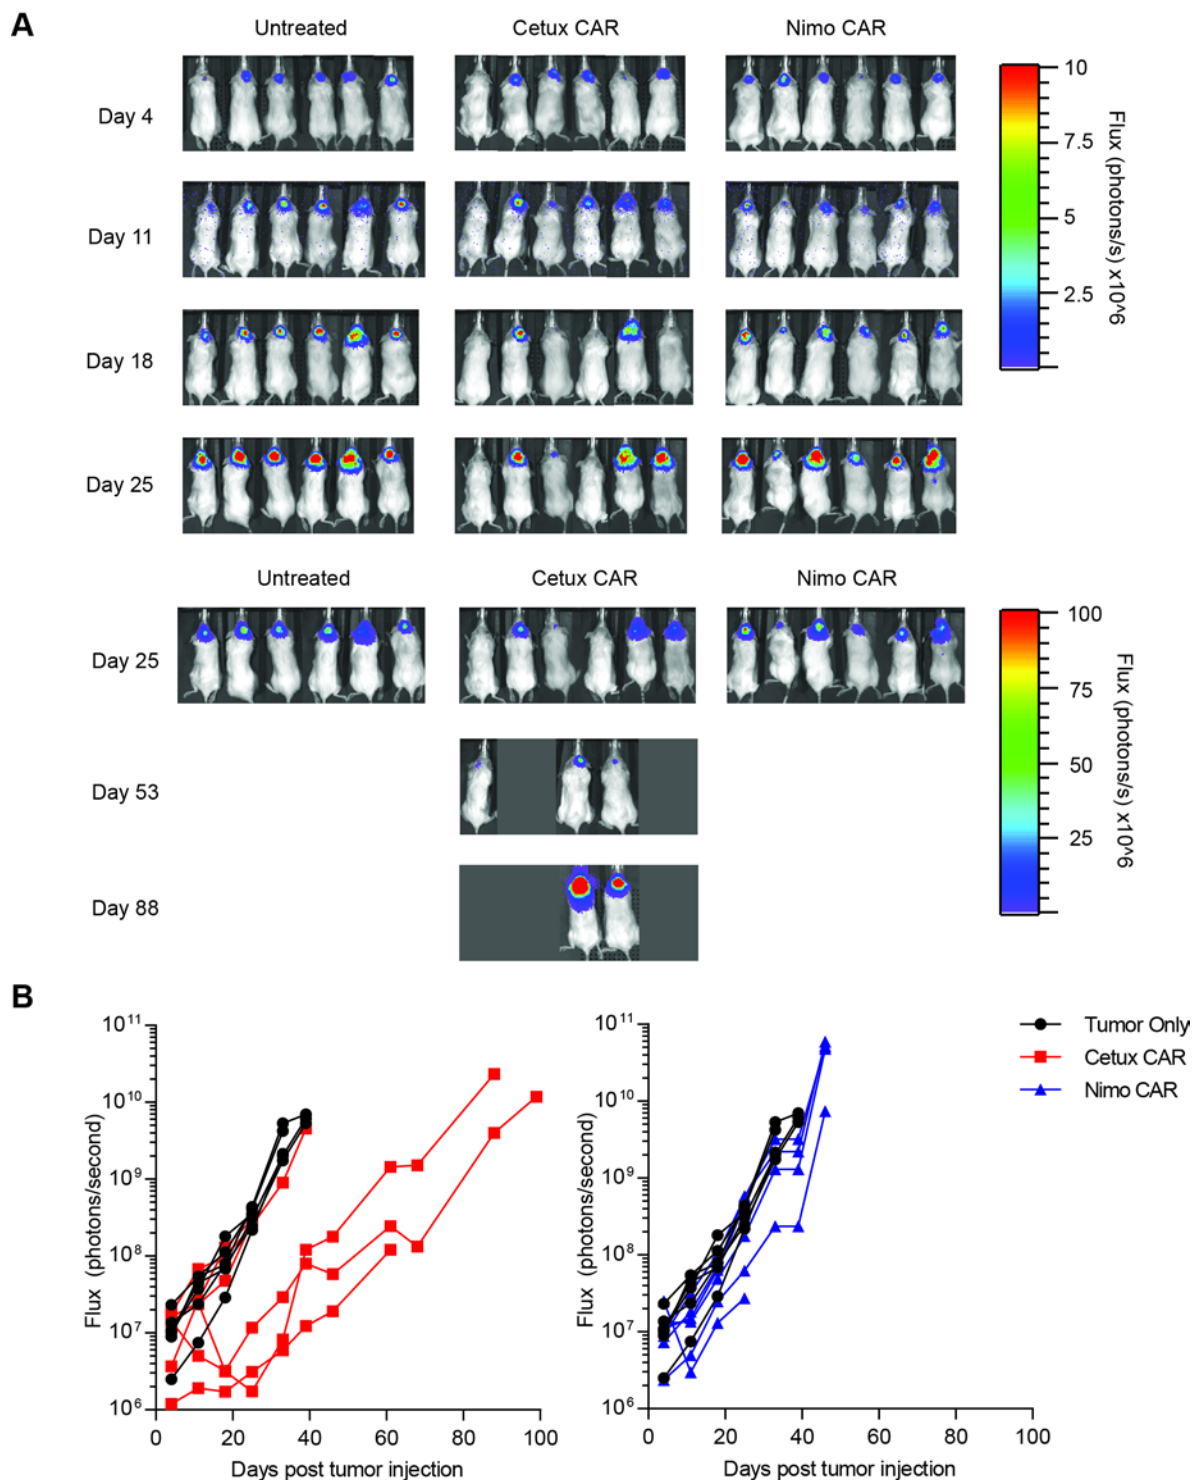 A
Untreated Cetux CAR Nimo CAR
Day 4
Day 11
Day 18
Day 25
10
7.5
5
2.5
Flux (photons/s) x10^6
Untreated Cetux CAR Nimo CAR
Day 25
Day 53
Day 88
100
75
50
25
Flux (photons/s) x10^6
B
Flux (photons/second)
10^11
10^10
10^9
10^8
10^7
10^6
0 20 40 60 80 100
Days post tumor injection
Flux (photons/second)
10^11
10^10
10^9
10^8
10^7
10^6
0 20 40 60 80 100
Days post tumor injection
Tumor Only
Cetux CAR
Nimo CAR